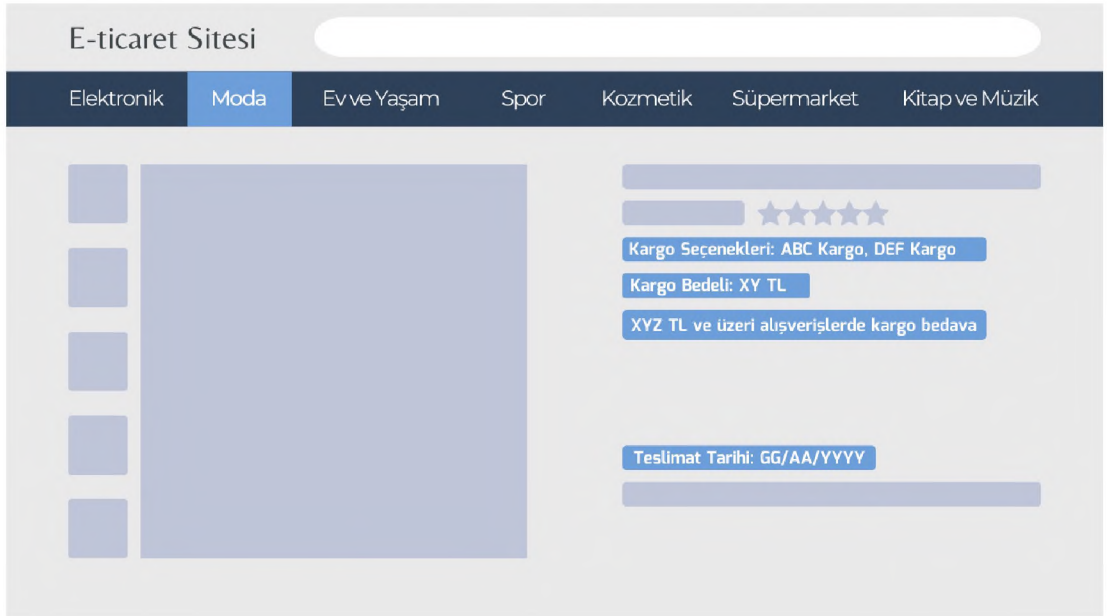 E-ticaret Sitesi
Elektronik Moda Ev ve Yaşam Spor Kozmetik Süpermarket Kitap ve Müzik
Kargo Seçenekleri: ABC Kargo, DEF Kargo
Kargo Bedeli: XY TL
XYZ TL ve üzeri alışverişlerde kargo bedava
Teslimat Tarihi: GG/AA/YYYY